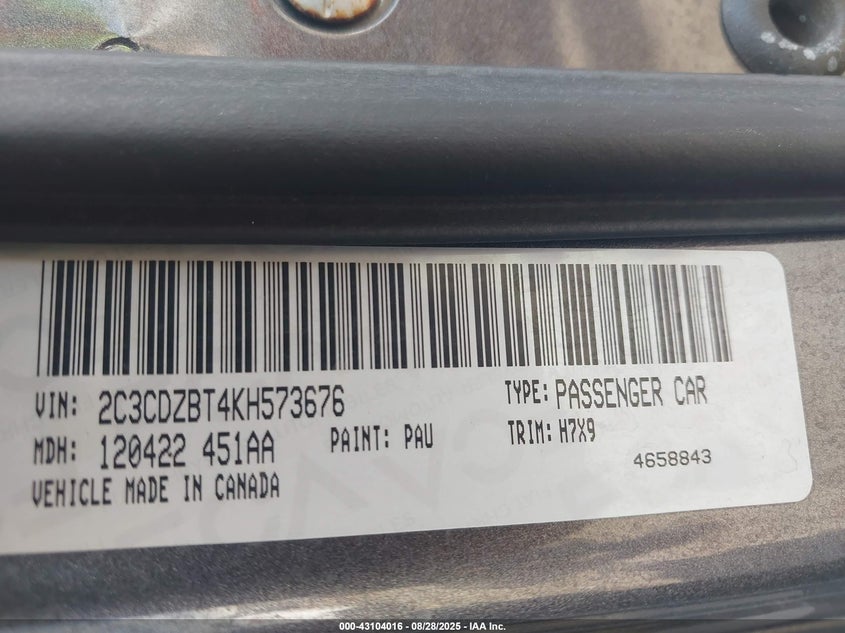 VIN: 2C3CDZBT4KH573676 TYPE: PASSENGER CAR
MDH: 120422 451AA PAINT: PAU TRIM: H7X9
4658843
VEHICLE MADE IN CANADA
000-43104016 - 08/28/2025 - IAA Inc.